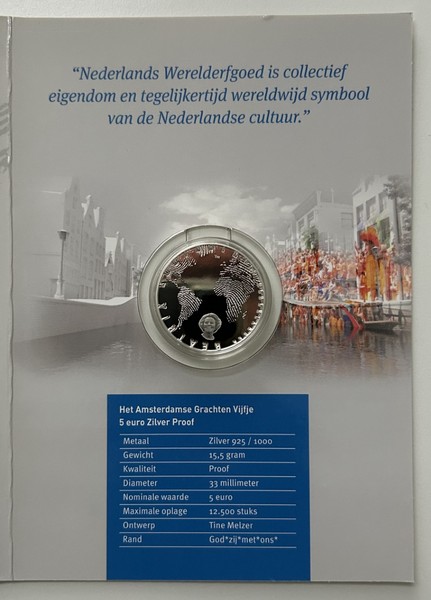 “Nederlands Werelderfgoed is collectief
eigendom en tegelijkertijd wereldwijd symbool
van de Nederlandse cultuur.”
Het Amsterdamse Grachten Vijfje
5 euro Zilver Proof
Metaal Zilver 925 / 1000
Gewicht 15,5 gram
Kwaliteit Proof
Diameter 33 millimeter
Nominale waarde 5 euro
Maximale oplage 12.500 stuks
Ontwerp Tine Melzer
Rand God*zij*met*ons*